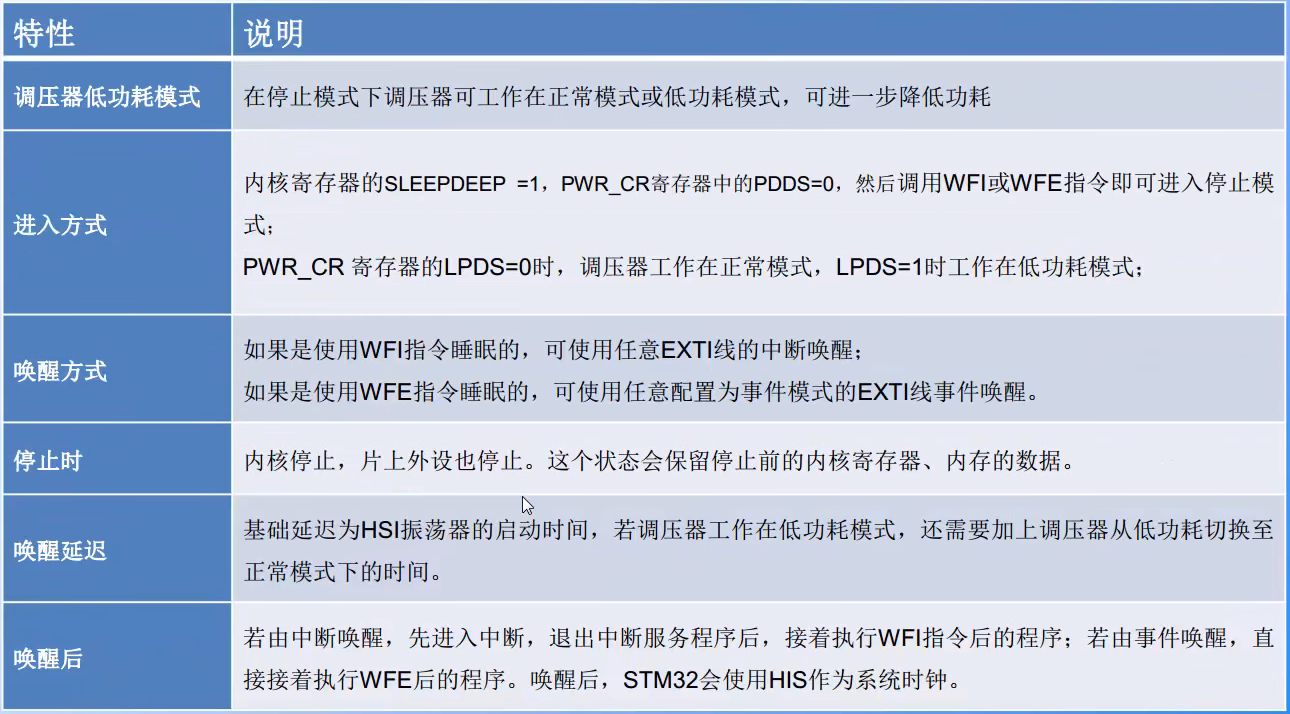 特性
说明
调压器低功耗模式
在停止模式下调压器可工作在正常模式或低功耗模式，可进一步降低功耗
进入方式
内核寄存器的SLEEPDEEP =1，PWR_CR寄存器中的PDDS=0，然后调用WFI或WFE指令即可进入停止模
式；
PWR_CR 寄存器的LPDS=0时，调压器工作在正常模式，LPDS=1时工作在低功耗模式；
唤醒方式
如果是使用WFI指令睡眠的，可使用任意EXTI线的中断唤醒；
如果是使用WFE指令睡眠的，可使用任意配置为事件模式的EXTI线事件唤醒。
停止时
内核停止，片上外设也停止。这个状态会保留停止前的内核寄存器、内存的数据。
唤醒延迟
基础延迟为HSI振荡器的启动时间，若调压器工作在低功耗模式，还需要加上调压器从低功耗切换至
正常模式下的时间。
唤醒后
若由中断唤醒，先进入中断，退出中断服务程序后，接着执行WFI指令后的程序；若由事件唤醒，直
接接着执行WFE后的程序。唤醒后，STM32会使用HIS作为系统时钟。